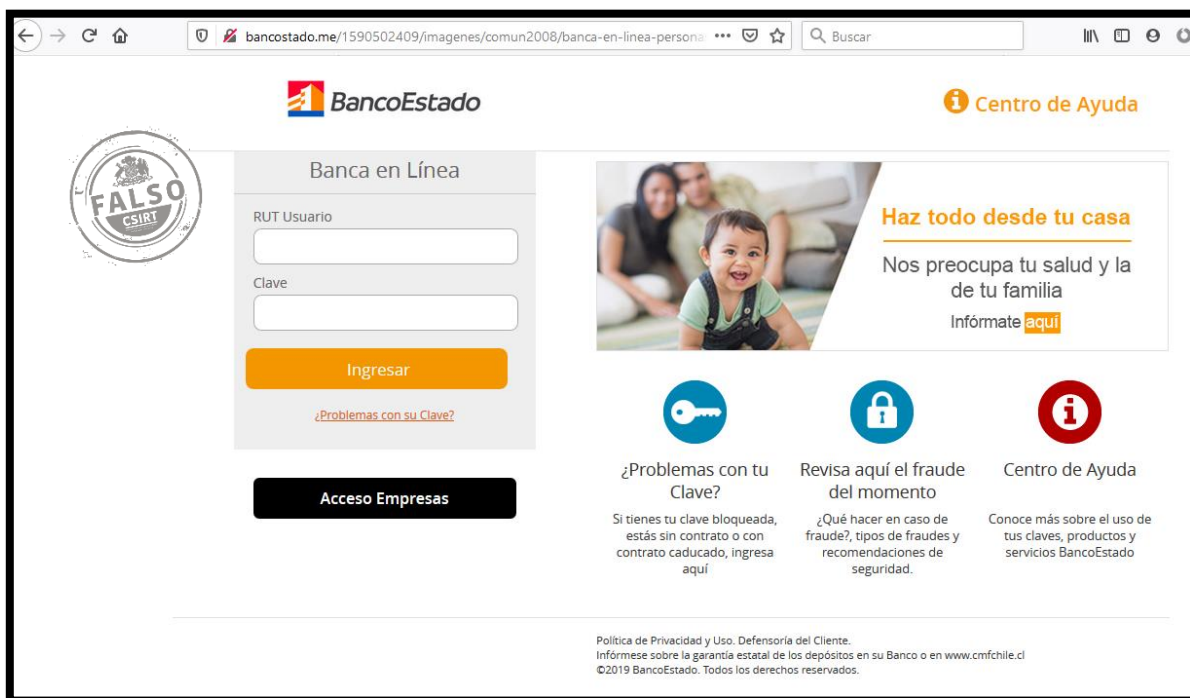 bancostado.me/1590502409/imagenes/comun2008/banca-en-linea-persona
Buscar
BancoEstado
Centro de Ayuda
FALSO
CSIRT
Banca en Línea
RUT Usuario
Clave
Ingresar
¿Problemas con su Clave?
Acceso Empresas
Haz todo desde tu casa
Nos preocupa tu salud y la
de tu familia
Infórmate aquí
¿Problemas con tu
Clave?
Si tienes tu clave bloqueada,
estás sin contrato o con
contrato caducado, ingresa
aquí
Revisa aquí el fraude
del momento
¿Qué hacer en caso de
fraude?, tipos de fraudes y
recomendaciones de
seguridad.
Centro de Ayuda
Conoce más sobre el uso de
tus claves, productos y
servicios BancoEstado
Política de Privacidad y Uso. Defensoría del Cliente.
Infórmese sobre la garantía estatal de los depósitos en su Banco o en www.cmfchile.cl
©2019 BancoEstado. Todos los derechos reservados.